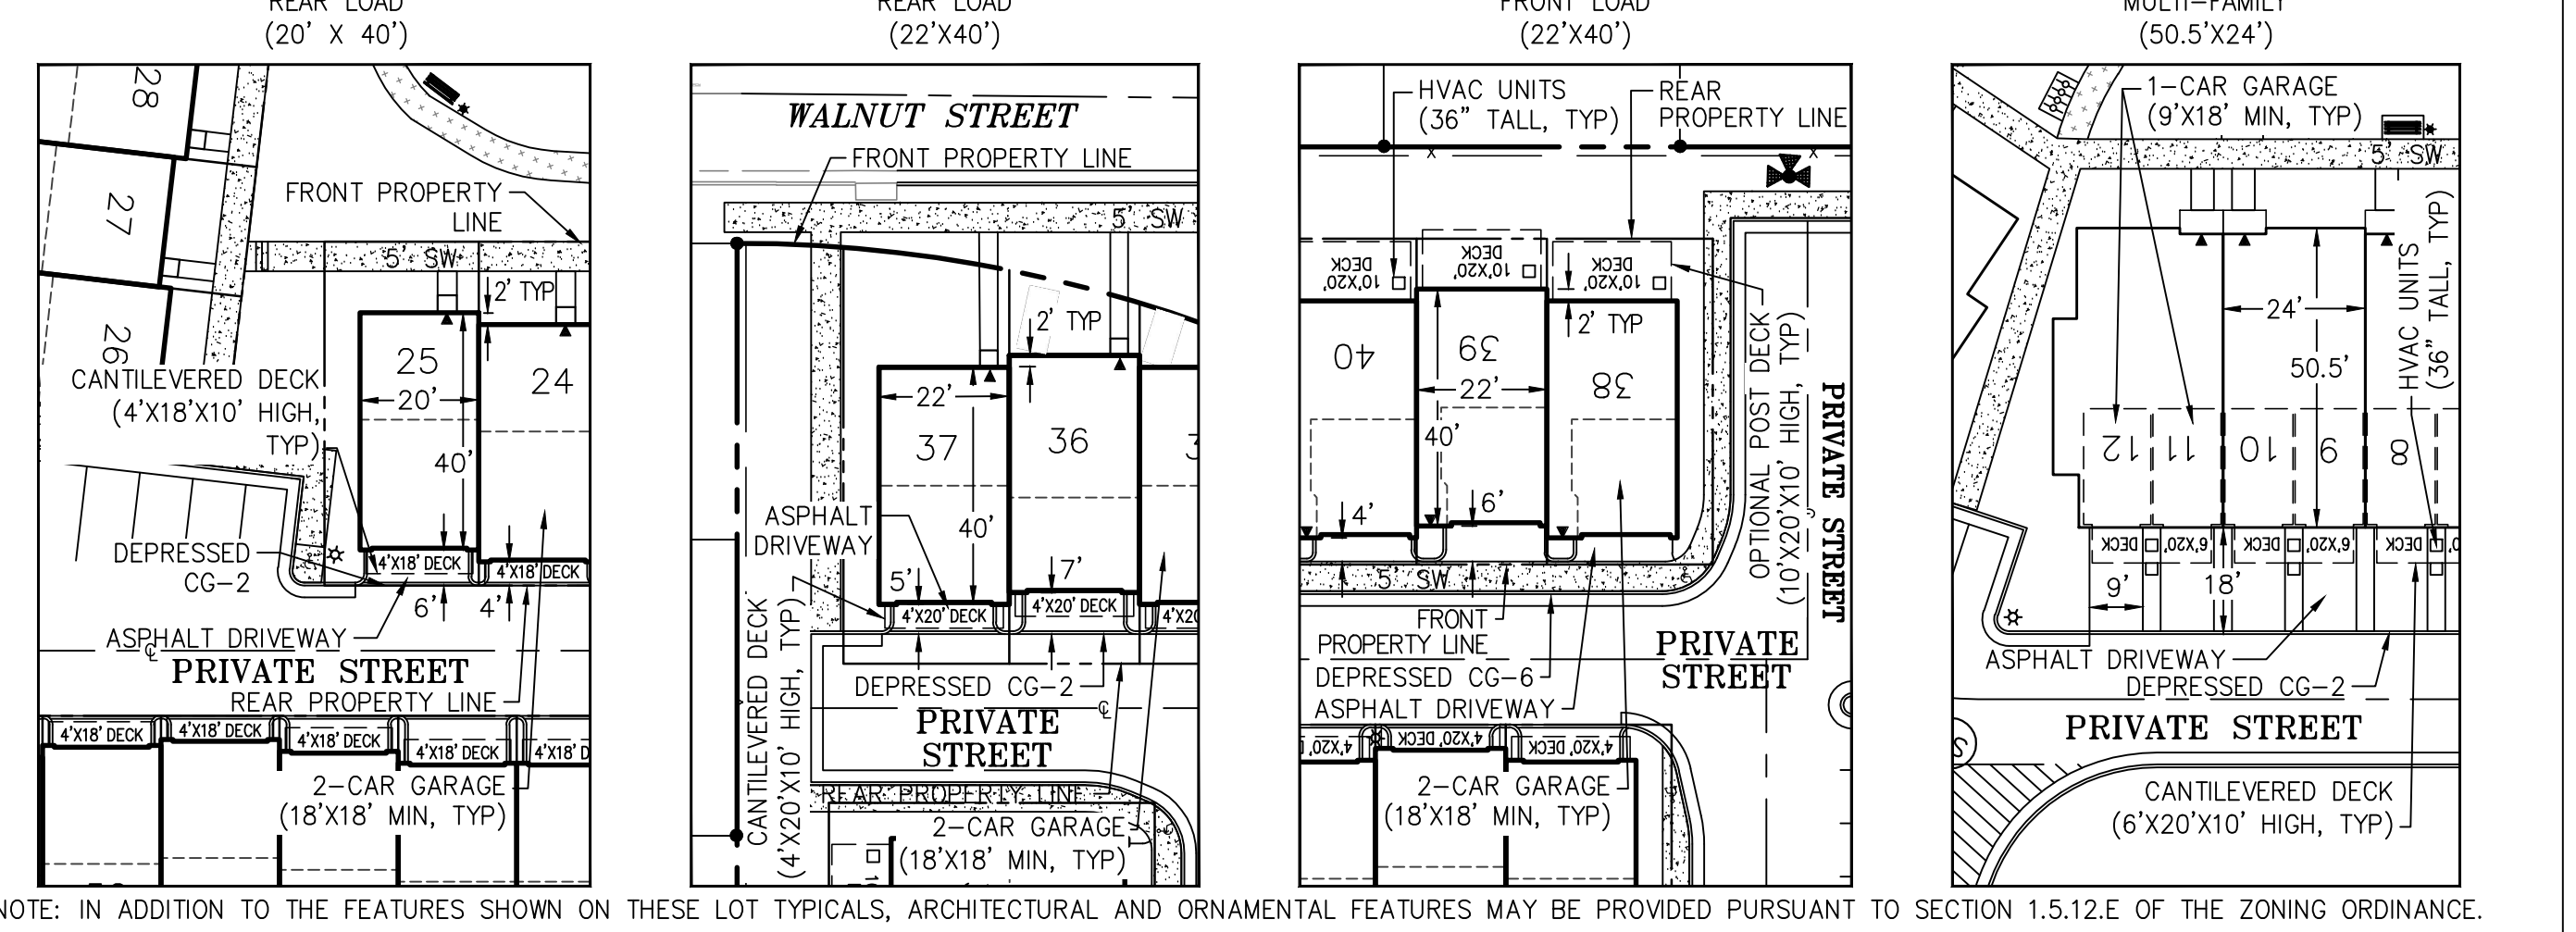 REAR LOAD
(20' X 40')
28
27
26
FRONT PROPERTY
LINE
5' SW
2' TYP
25
24
20'
40'
CANTILEVERED DECK
(4'X18'X10' HIGH,
TYP)
DEPRESSED
CG-2
4'X18' DECK
4'X18' DECK
6'
4'
ASPHALT DRIVEWAY
℄
PRIVATE STREET
REAR PROPERTY LINE
4'X18' DECK
4'X18' DECK
4'X18' DECK
4'X18' DECK
4'X18' D
2-CAR GARAGE
(18'X18' MIN, TYP)
REAR LOAD
(22'X40')
WALNUT STREET
FRONT PROPERTY LINE
5' SW
2' TYP
22'
37
36
3
40'
ASPHALT
DRIVEWAY
5'
7'
4'X20' DECK
4'X20' DECK
4'X20
CANTILEVERED DECK
(4'X20'X10' HIGH, TYP)
DEPRESSED CG-2
℄
PRIVATE
STREET
REAR PROPERTY LINE
2-CAR GARAGE
(18'X18' MIN, TYP)
FRONT LOAD
(22'X40')
HVAC UNITS
(36" TALL, TYP)
REAR
PROPERTY LINE
X
X
10'X20'
DECK
10'X20'
DECK
10'X20'
DECK
2' TYP
40
39
38
22'
40'
4'
6'
5' SW
OPTIONAL POST DECK
(10'X20'X10' HIGH, TYP)
PRIVATE STREET
FRONT
PROPERTY LINE
DEPRESSED CG-6
ASPHALT DRIVEWAY
PRIVATE
STREET
4'X20'
4'X20' DECK
4'X20' DECK
2-CAR GARAGE
(18'X18' MIN, TYP)
MULTI-FAMILY
(50.5'X24')
1-CAR GARAGE
(9'X18' MIN, TYP)
5' SW
24'
50.5'
HVAC UNITS
(36" TALL, TYP)
12
11
10
9
8
6'X20' DECK
6'X20' DECK
DECK
9'
18'
ASPHALT DRIVEWAY
DEPRESSED CG-2
PRIVATE STREET
S
CANTILEVERED DECK
(6'X20'X10' HIGH, TYP)
NOTE: IN ADDITION TO THE FEATURES SHOWN ON THESE LOT TYPICALS, ARCHITECTURAL AND ORNAMENTAL FEATURES MAY BE PROVIDED PURSUANT TO SECTION 1.5.12.E OF THE ZONING ORDINANCE.